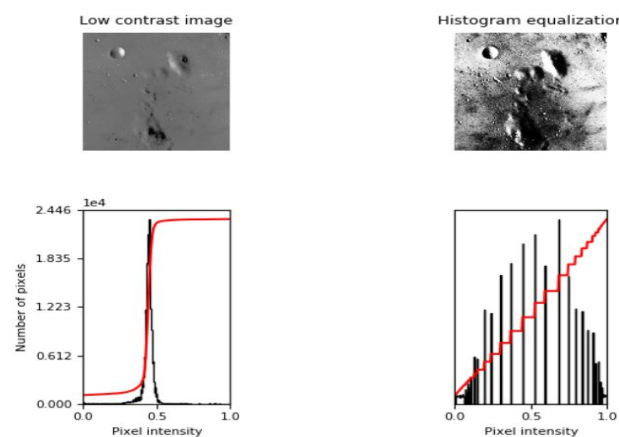 Low contrast image
Histogram equalization
1e4
2.446
1.835
1.223
0.612
0.000
Number of pixels
0.0
0.5
1.0
Pixel intensity
0.0
0.5
1.0
Pixel intensity